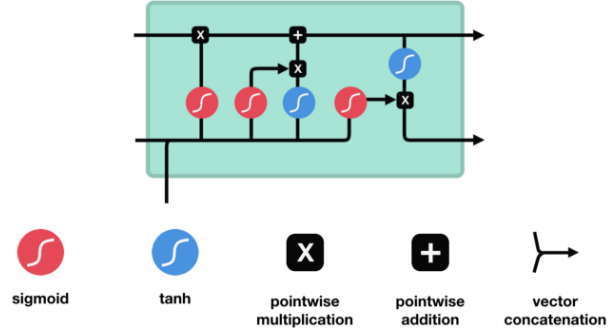 X
+
X
X
X
+
sigmoid
tanh
pointwise
multiplication
pointwise
addition
vector
concatenation